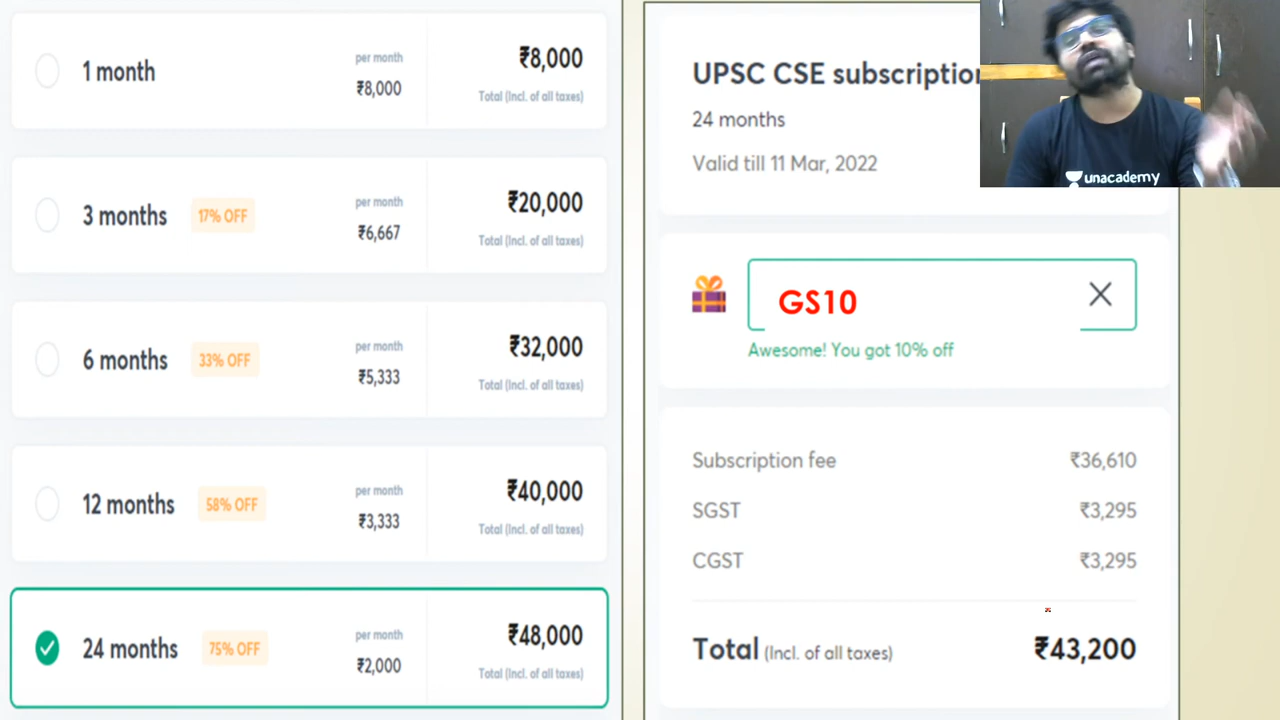 1 month
per month
₹8,000
₹8,000
Total (Incl. of all taxes)
3 months
17% OFF
per month
₹6,667
₹20,000
Total (Incl. of all taxes)
6 months
33% OFF
per month
₹5,333
₹32,000
Total (Incl. of all taxes)
12 months
58% OFF
per month
₹3,333
₹40,000
Total (Incl. of all taxes)
24 months
75% OFF
per month
₹2,000
₹48,000
Total (Incl. of all taxes)
UPSC CSE subscription
24 months
Valid till 11 Mar, 2022
GS10
Awesome! You got 10% off
Subscription fee ₹36,610
SGST ₹3,295
CGST ₹3,295
Total (Incl. of all taxes) ₹43,200
unacademy